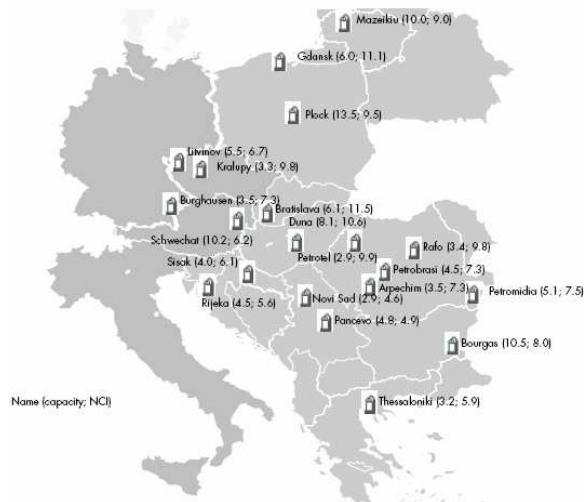 Mazeikiu (10.0; 9.0)
Gdansk (6.0; 11.1)
Plock (13.5; 9.5)
Litvinov (5.5; 6.7)
Kralupy (3.3; 9.8)
Burghausen (3.5; 7.3)
Bratislava (6.1; 11.5)
Duna (8.1; 10.6)
Schwechat (10.2; 6.2)
Petrotel (2.9; 9.9)
Rafo (3.4; 9.8)
Sisak (4.0; 6.1)
Petrobrasi (4.5; 7.3)
Arpechim (3.5; 7.3)
Petromidia (5.1; 7.5)
Rijeka (4.5; 5.6)
Novi Sad (2.9; 4.6)
Pancevo (4.8; 4.9)
Bourgas (10.5; 8.0)
Name (capacity; NCI)
Thessaloniki (3.2; 5.9)